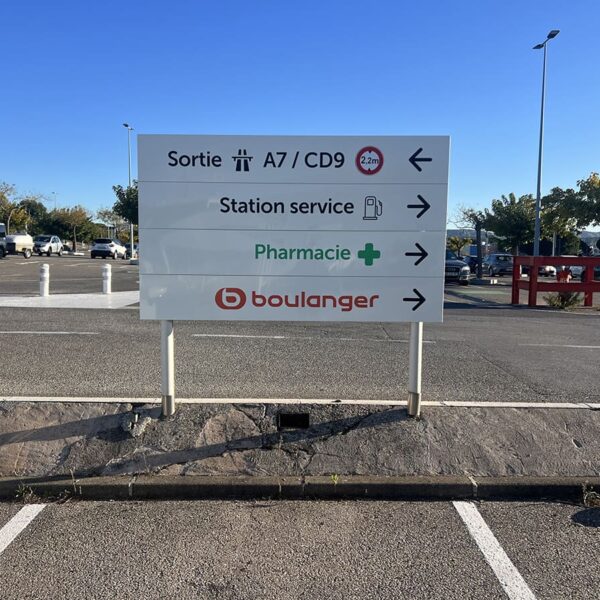 Sortie A7 / CD9 2,2m
Station service
Pharmacie
boulanger